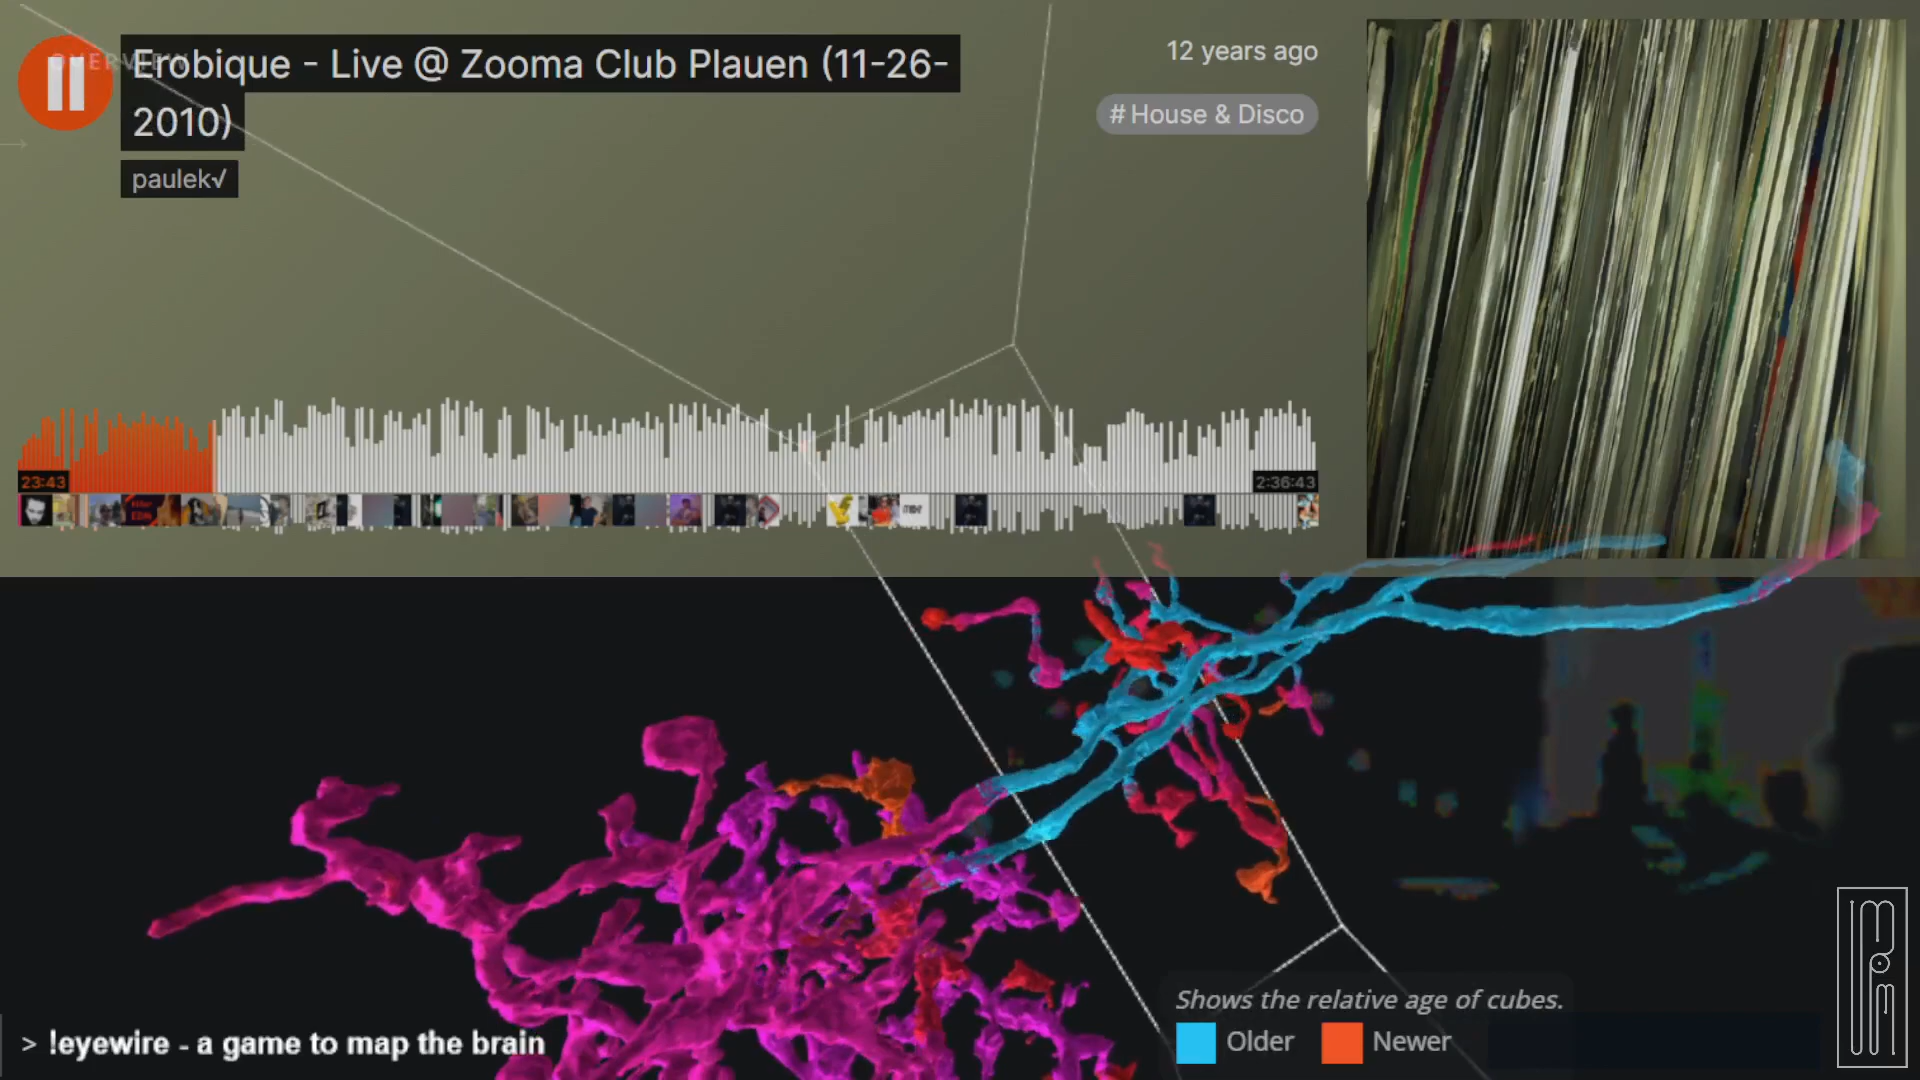 OVERVIEW
Erobique - Live @ Zooma Club Plauen (11-26-
2010)
paulek√
12 years ago
# House & Disco
23:43
2:36:43
> !eyewire - a game to map the brain
Shows the relative age of cubes.
Older
Newer